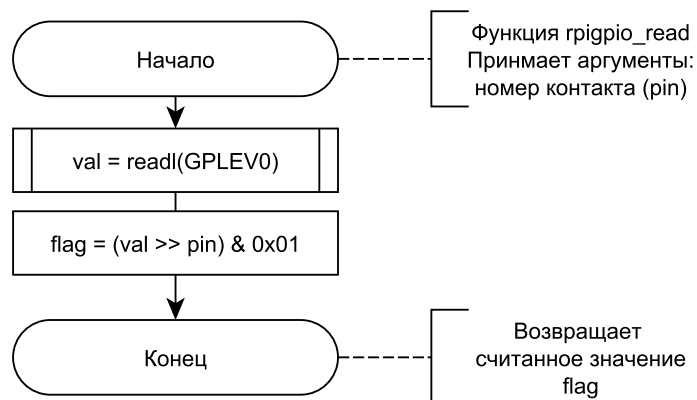 Начало
Функция rpigpio_read
Принмает аргументы:
номер контакта (pin)
val = readl(GPLEV0)
flag = (val >> pin) & 0x01
Конец
Возвращает
считанное значение
flag